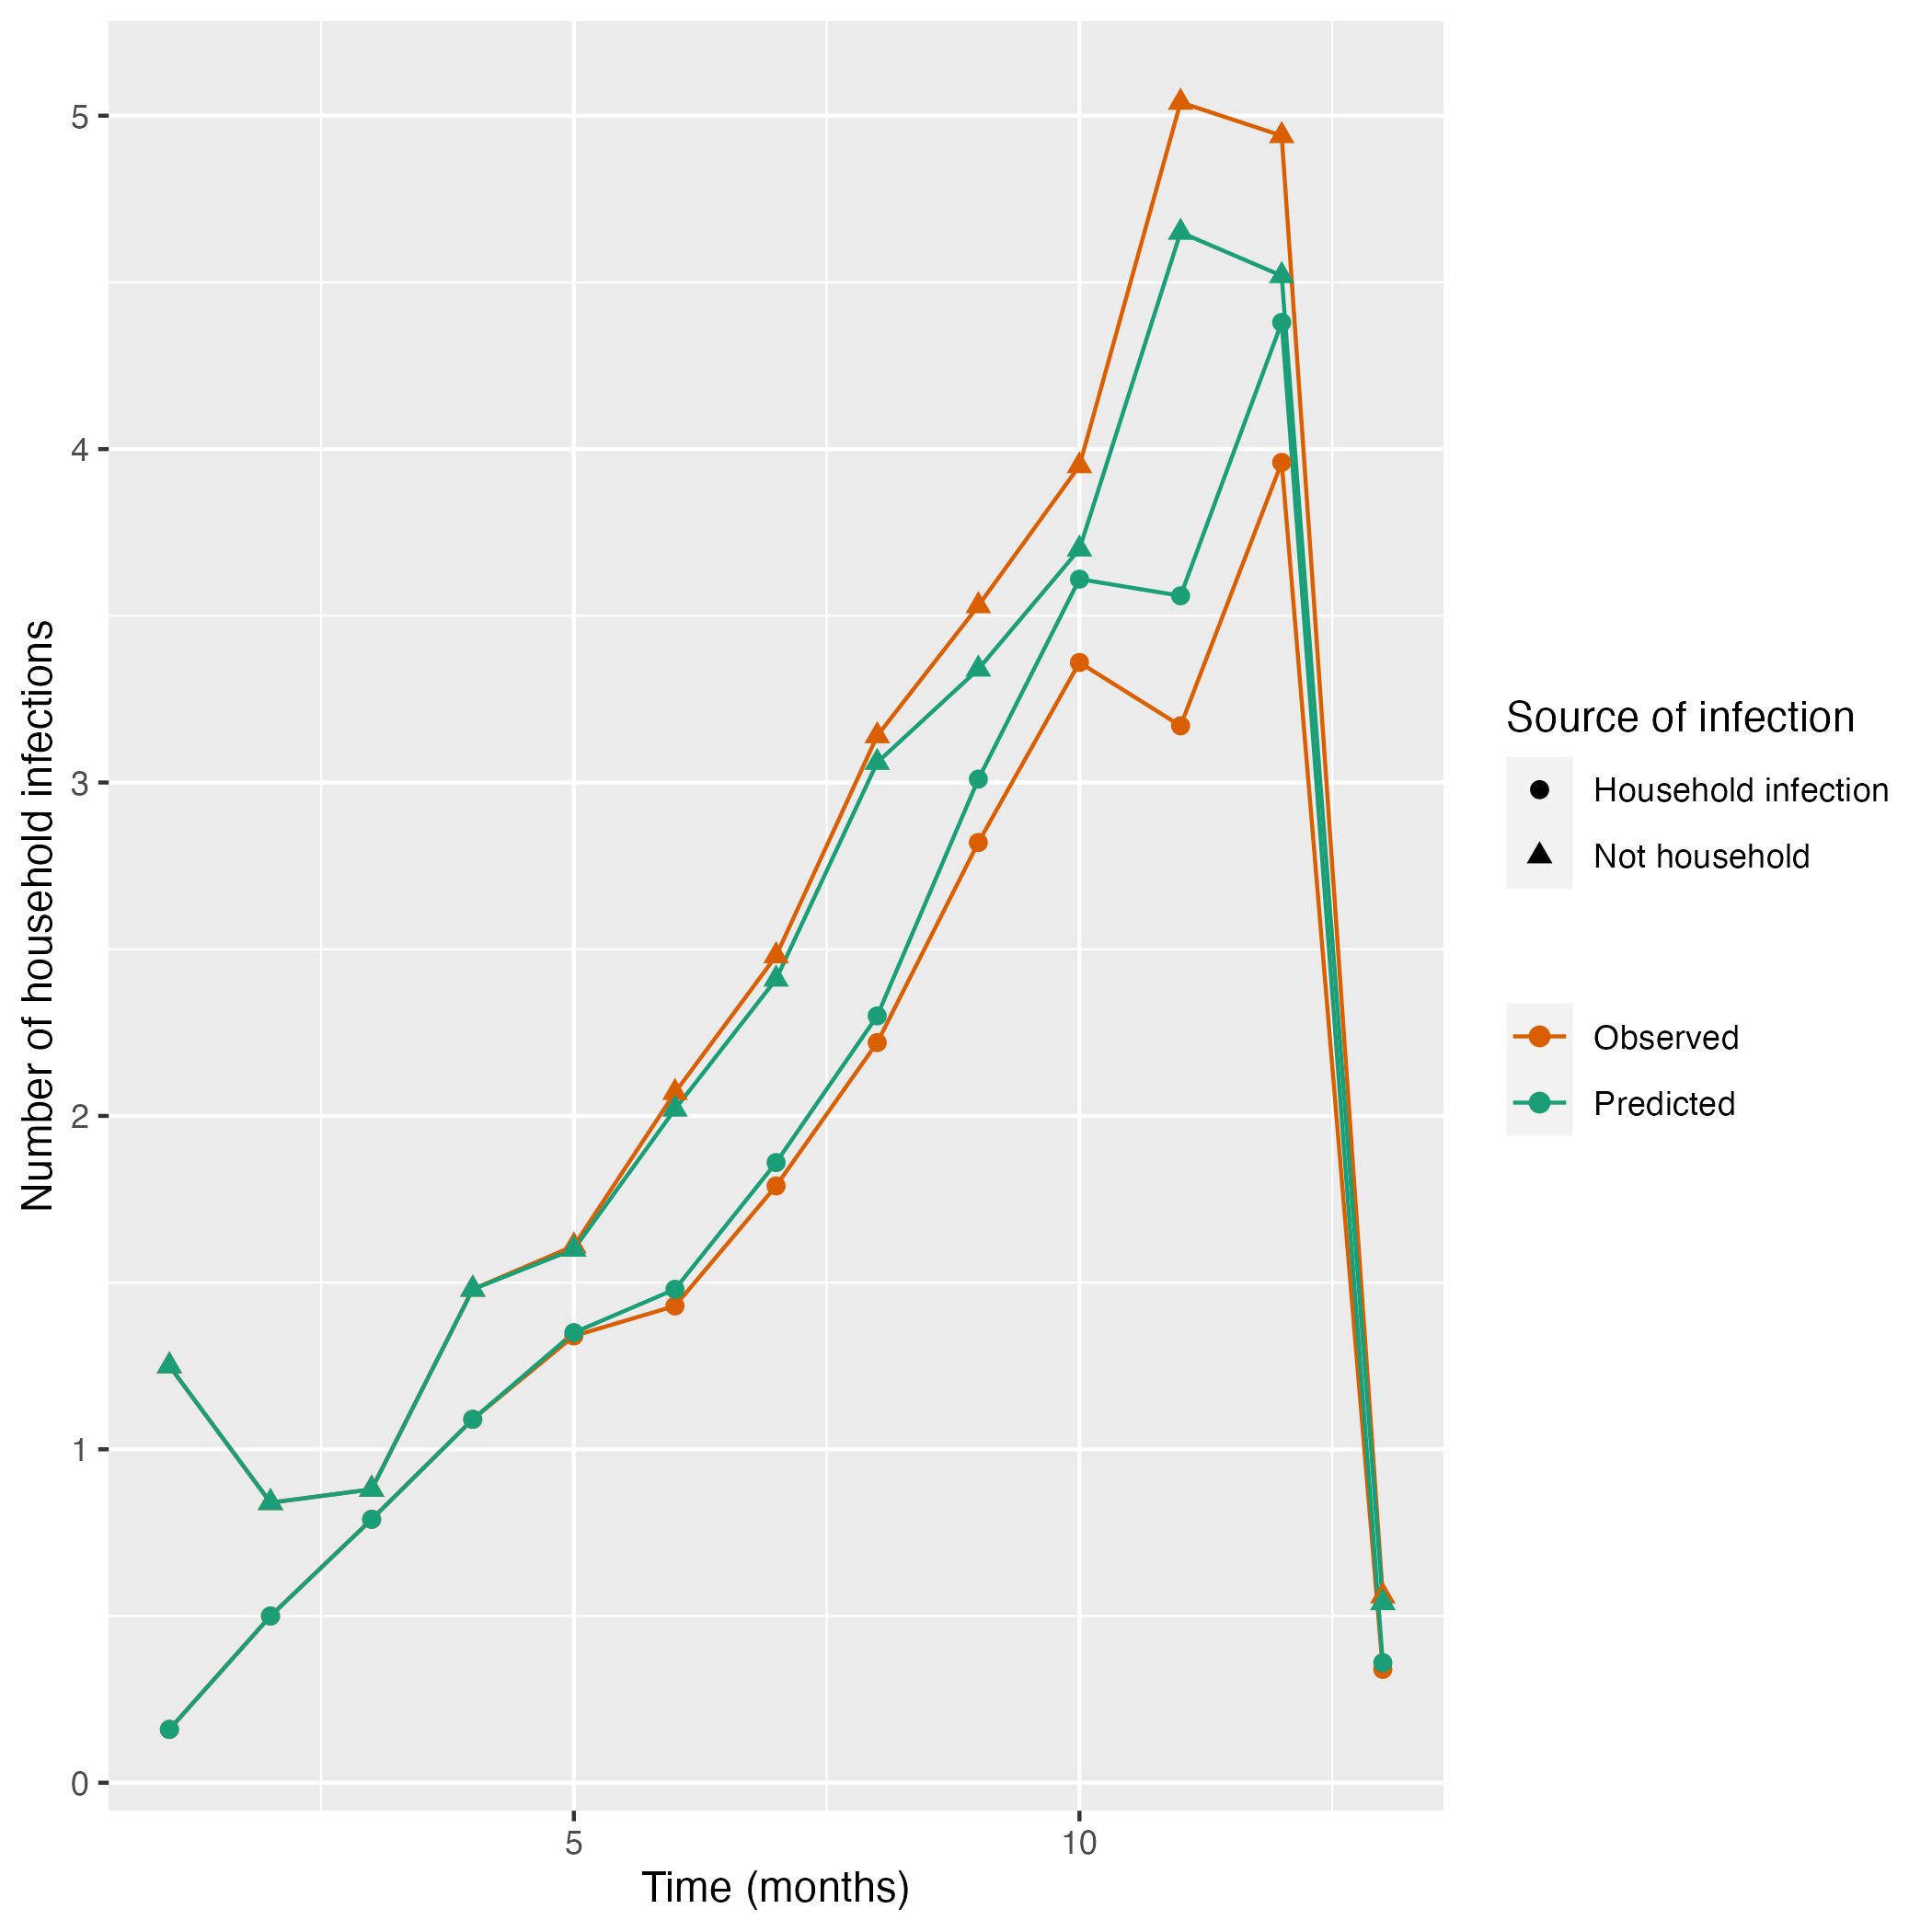 Number of household infections
5
4
3
2
1
0
5 10
Time (months)
Source of infection
Household infection
Not household
Observed
Predicted